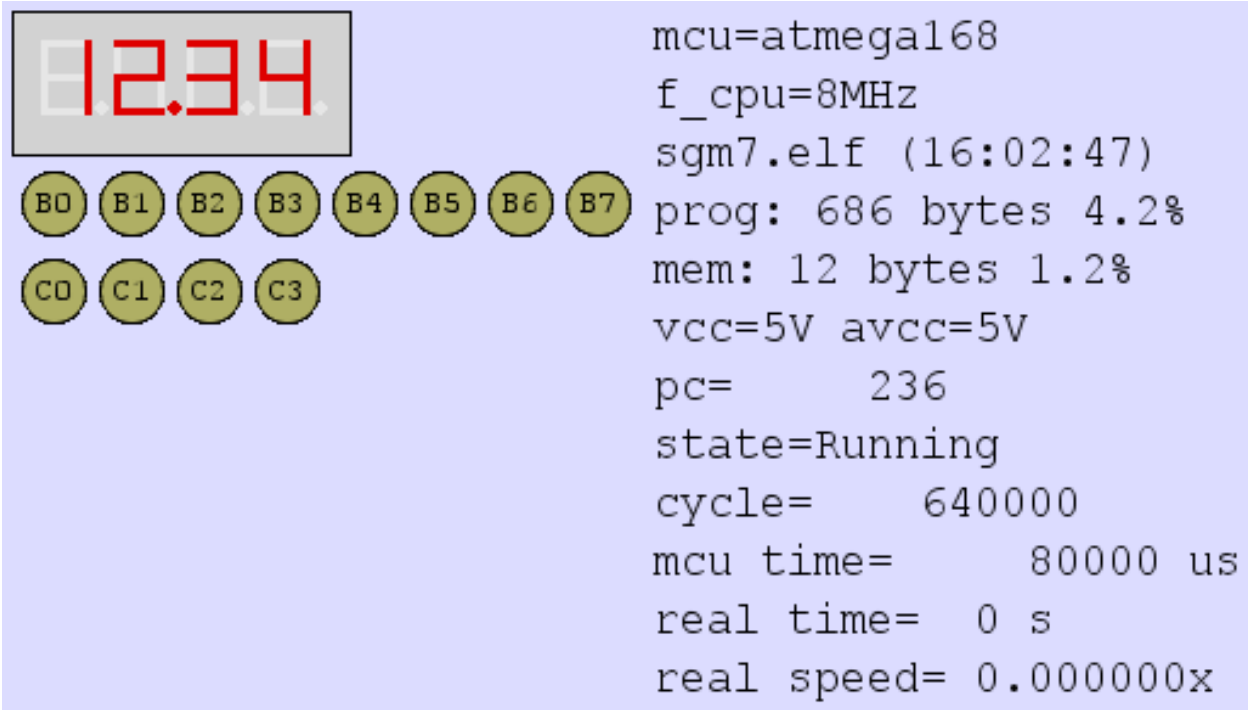 12.34
B0 B1 B2 B3 B4 B5 B6 B7
C0 C1 C2 C3
mcu=atmega168
f_cpu=8MHz
sgm7.elf (16:02:47)
prog: 686 bytes 4.2%
mem: 12 bytes 1.2%
vcc=5V avcc=5V
pc=      236
state=Running
cycle=     640000
mcu time=      80000 us
real time=  0 s
real speed= 0.000000x